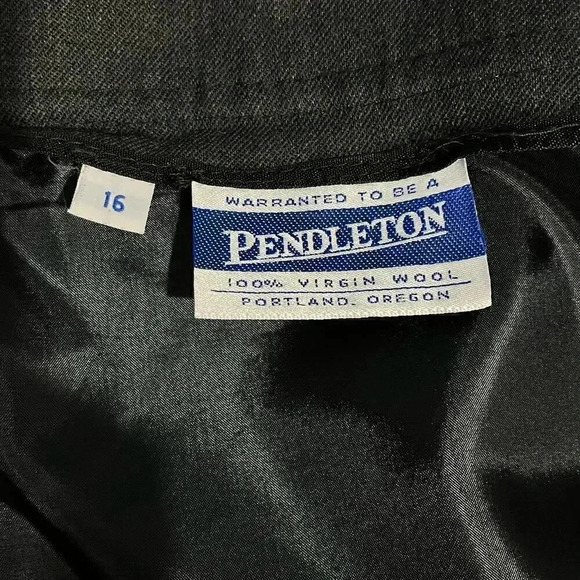 16
WARRANTED TO BE A
PENDLETON
100% VIRGIN WOOL
PORTLAND, OREGON